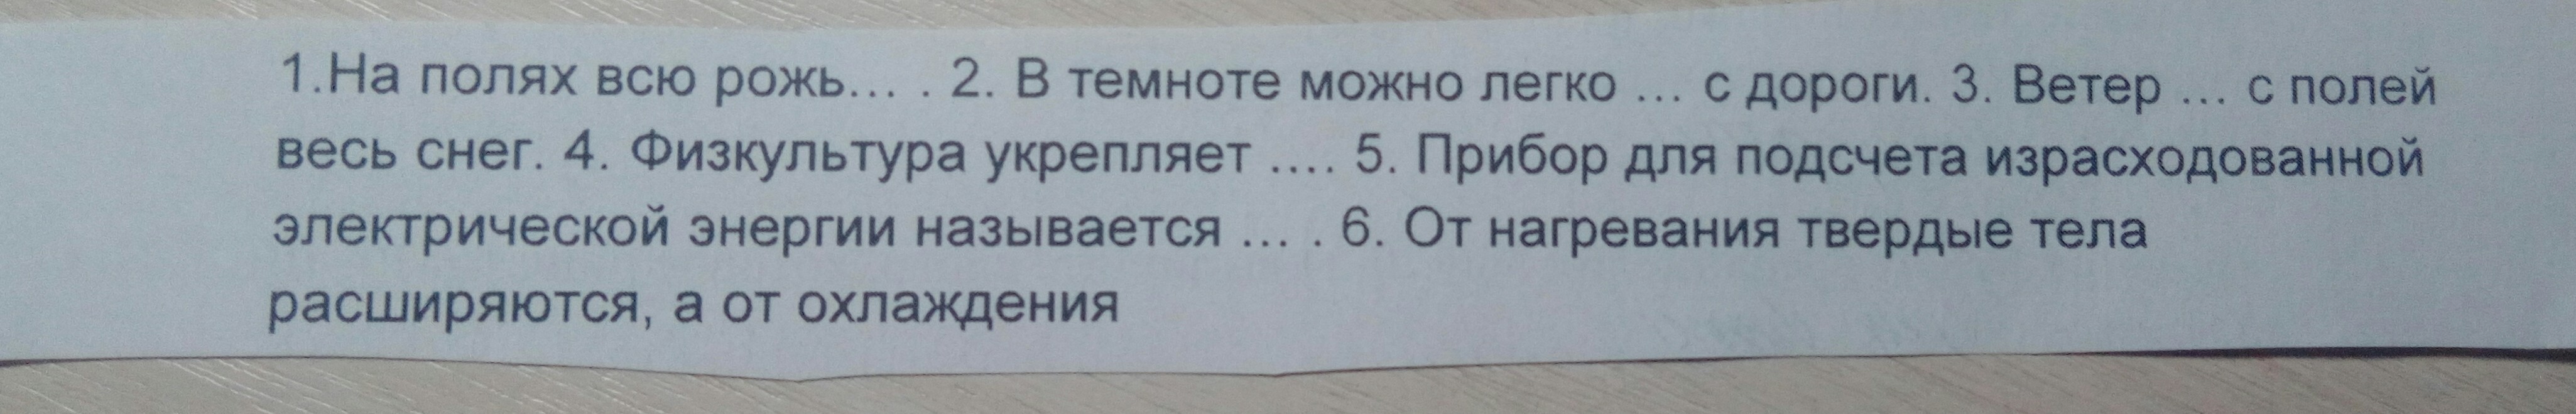 1.На полях всю рожь... . 2. В темноте можно легко ... с дороги. 3. Ветер ... с полей
весь снег. 4. Физкультура укрепляет .... 5. Прибор для подсчета израсходованной
электрической энергии называется ... . 6. От нагревания твердые тела
расширяются, а от охлаждения